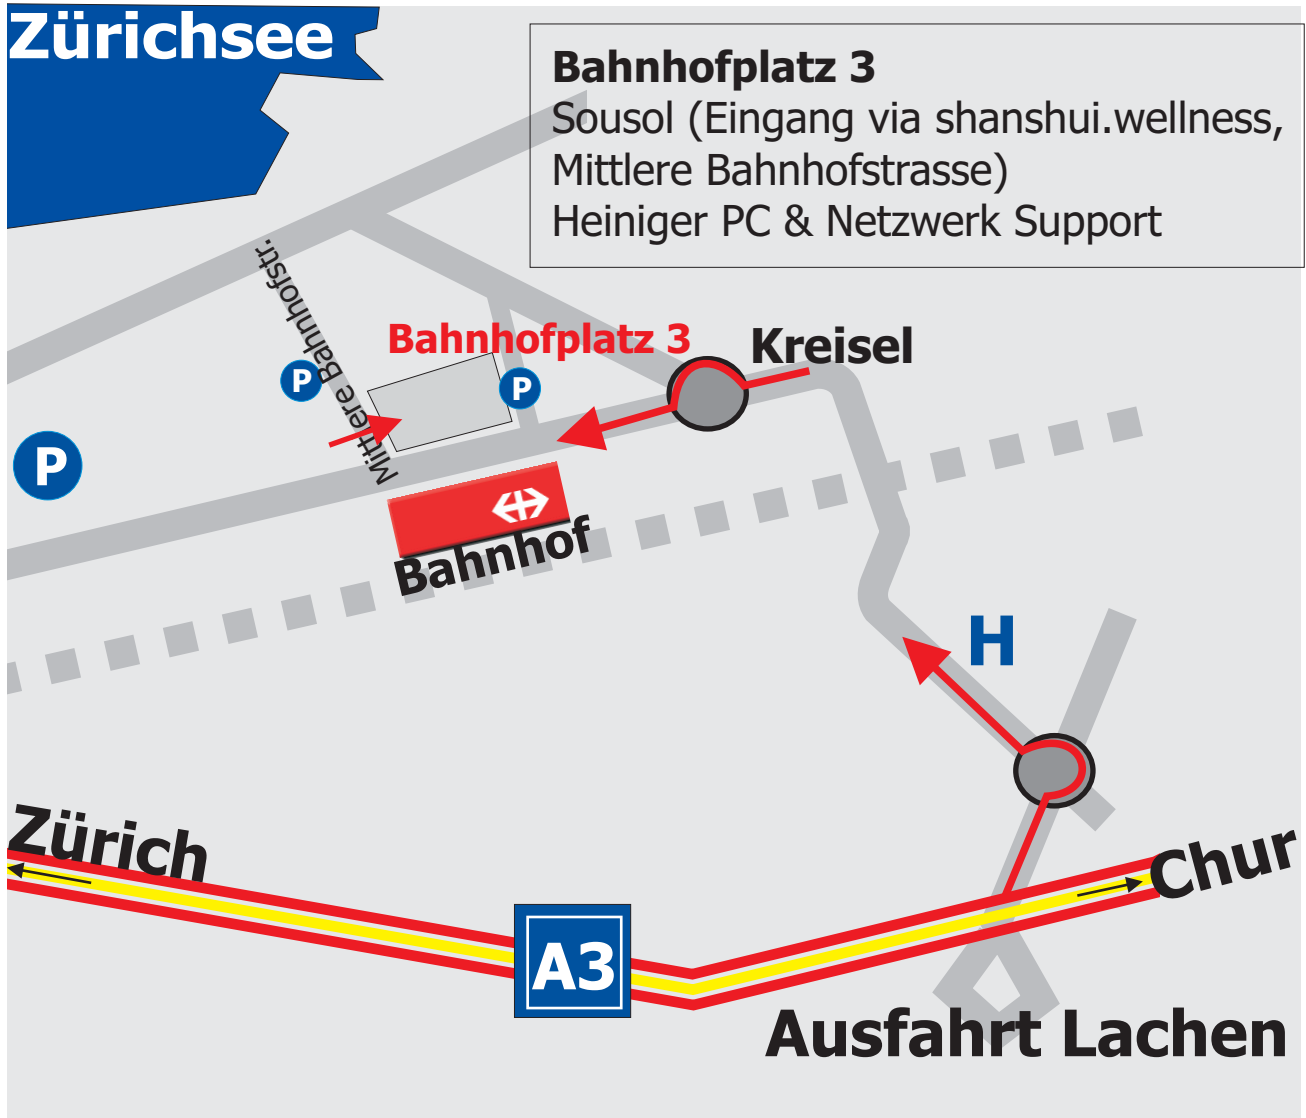 Zürichsee
Bahnhofplatz 3
Sousol (Eingang via shanshui.wellness,
Mittlere Bahnhofstrasse)
Heiniger PC & Netzwerk Support
Mittlere Bahnhofstr.
Bahnhofplatz 3
Kreisel
P
P
P
Bahnhof
H
Zürich
Chur
A3
Ausfahrt Lachen